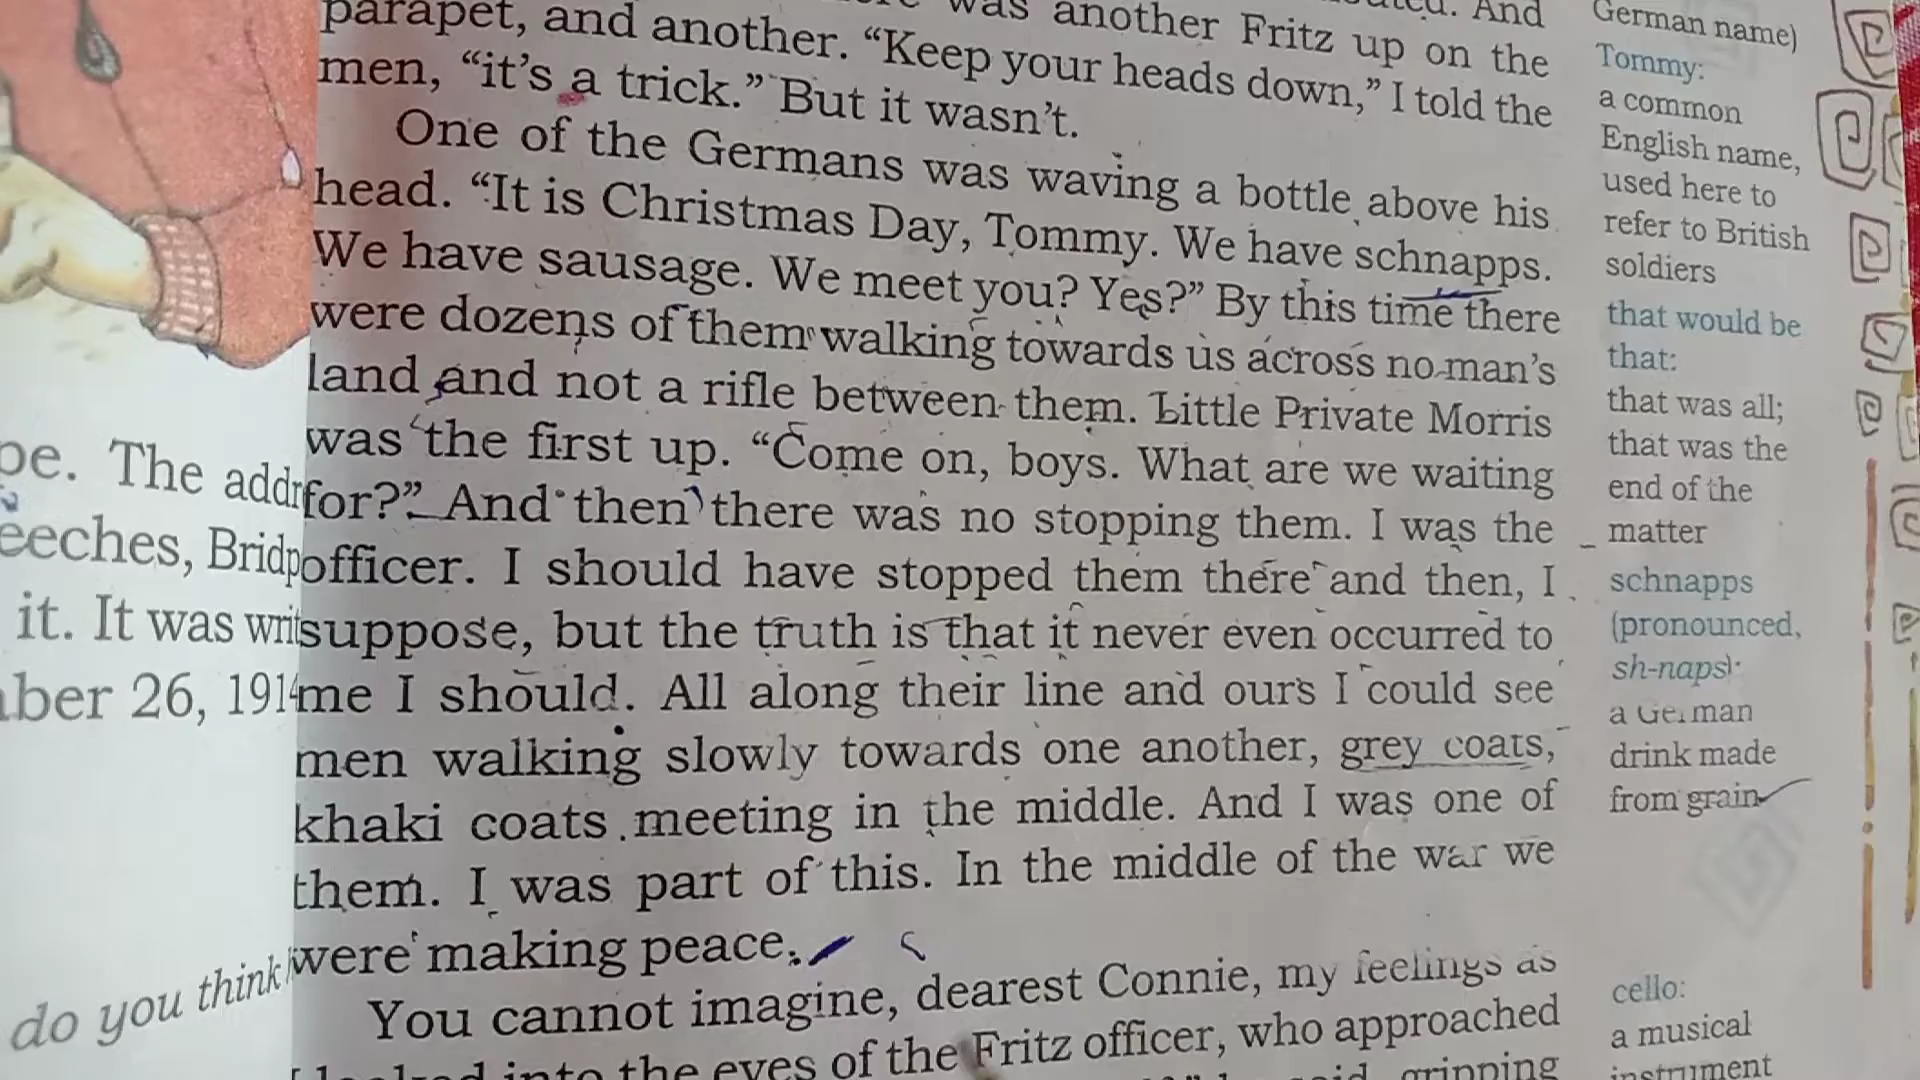 was another Fritz up on the
parapet, and another. “Keep your heads down,” I told the
men, “it’s a trick.” But it wasn’t.
One of the Germans was waving a bottle above his
head. “It is Christmas Day, Tommy. We have schnapps.
We have sausage. We meet you? Yes?” By this time there
were dozens of them walking towards us across no man’s
land and not a rifle between them. Little Private Morris
was the first up. “Come on, boys. What are we waiting
for?” And then there was no stopping them. I was the
officer. I should have stopped them there and then, I
suppose, but the truth is that it never even occurred to
me I should. All along their line and ours I could see
men walking slowly towards one another, grey coats,
khaki coats meeting in the middle. And I was one of
them. I was part of this. In the middle of the war we
were making peace.
You cannot imagine, dearest Connie, my feelings as
into the eyes of the Fritz officer, who approached
gripping
German name)
Tommy:
a common
English name,
used here to
refer to British
soldiers
that would be
that:
that was all;
that was the
end of the
matter
schnapps
(pronounced,
sh-naps):
a German
drink made
from grain
cello:
a musical
instrument
The
it. It was
26, 1914
do you think